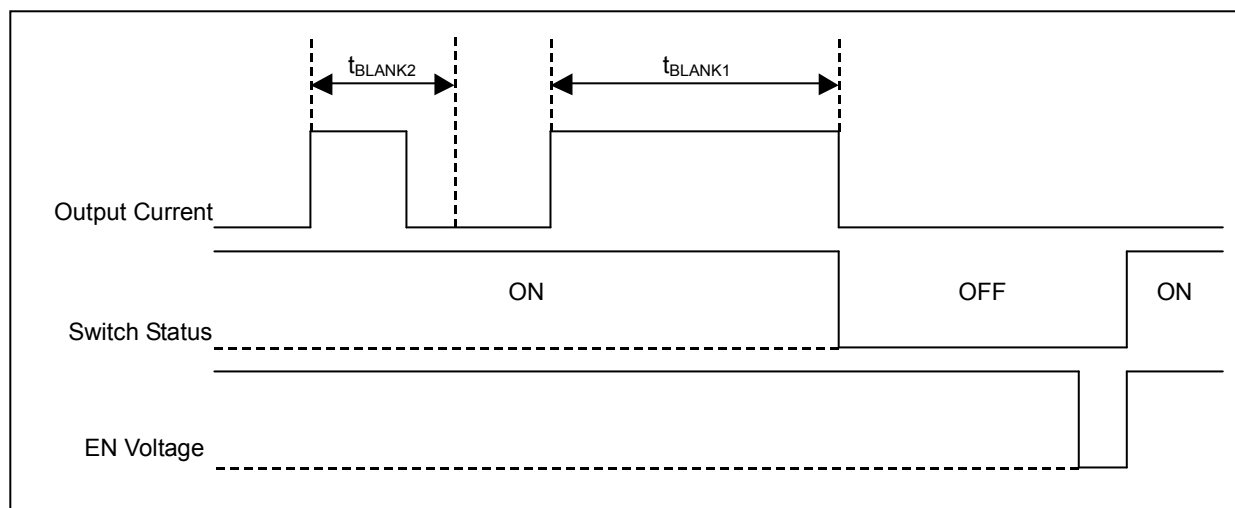 tBLANK2
tBLANK1
Output Current
ON
OFF
ON
Switch Status
EN Voltage